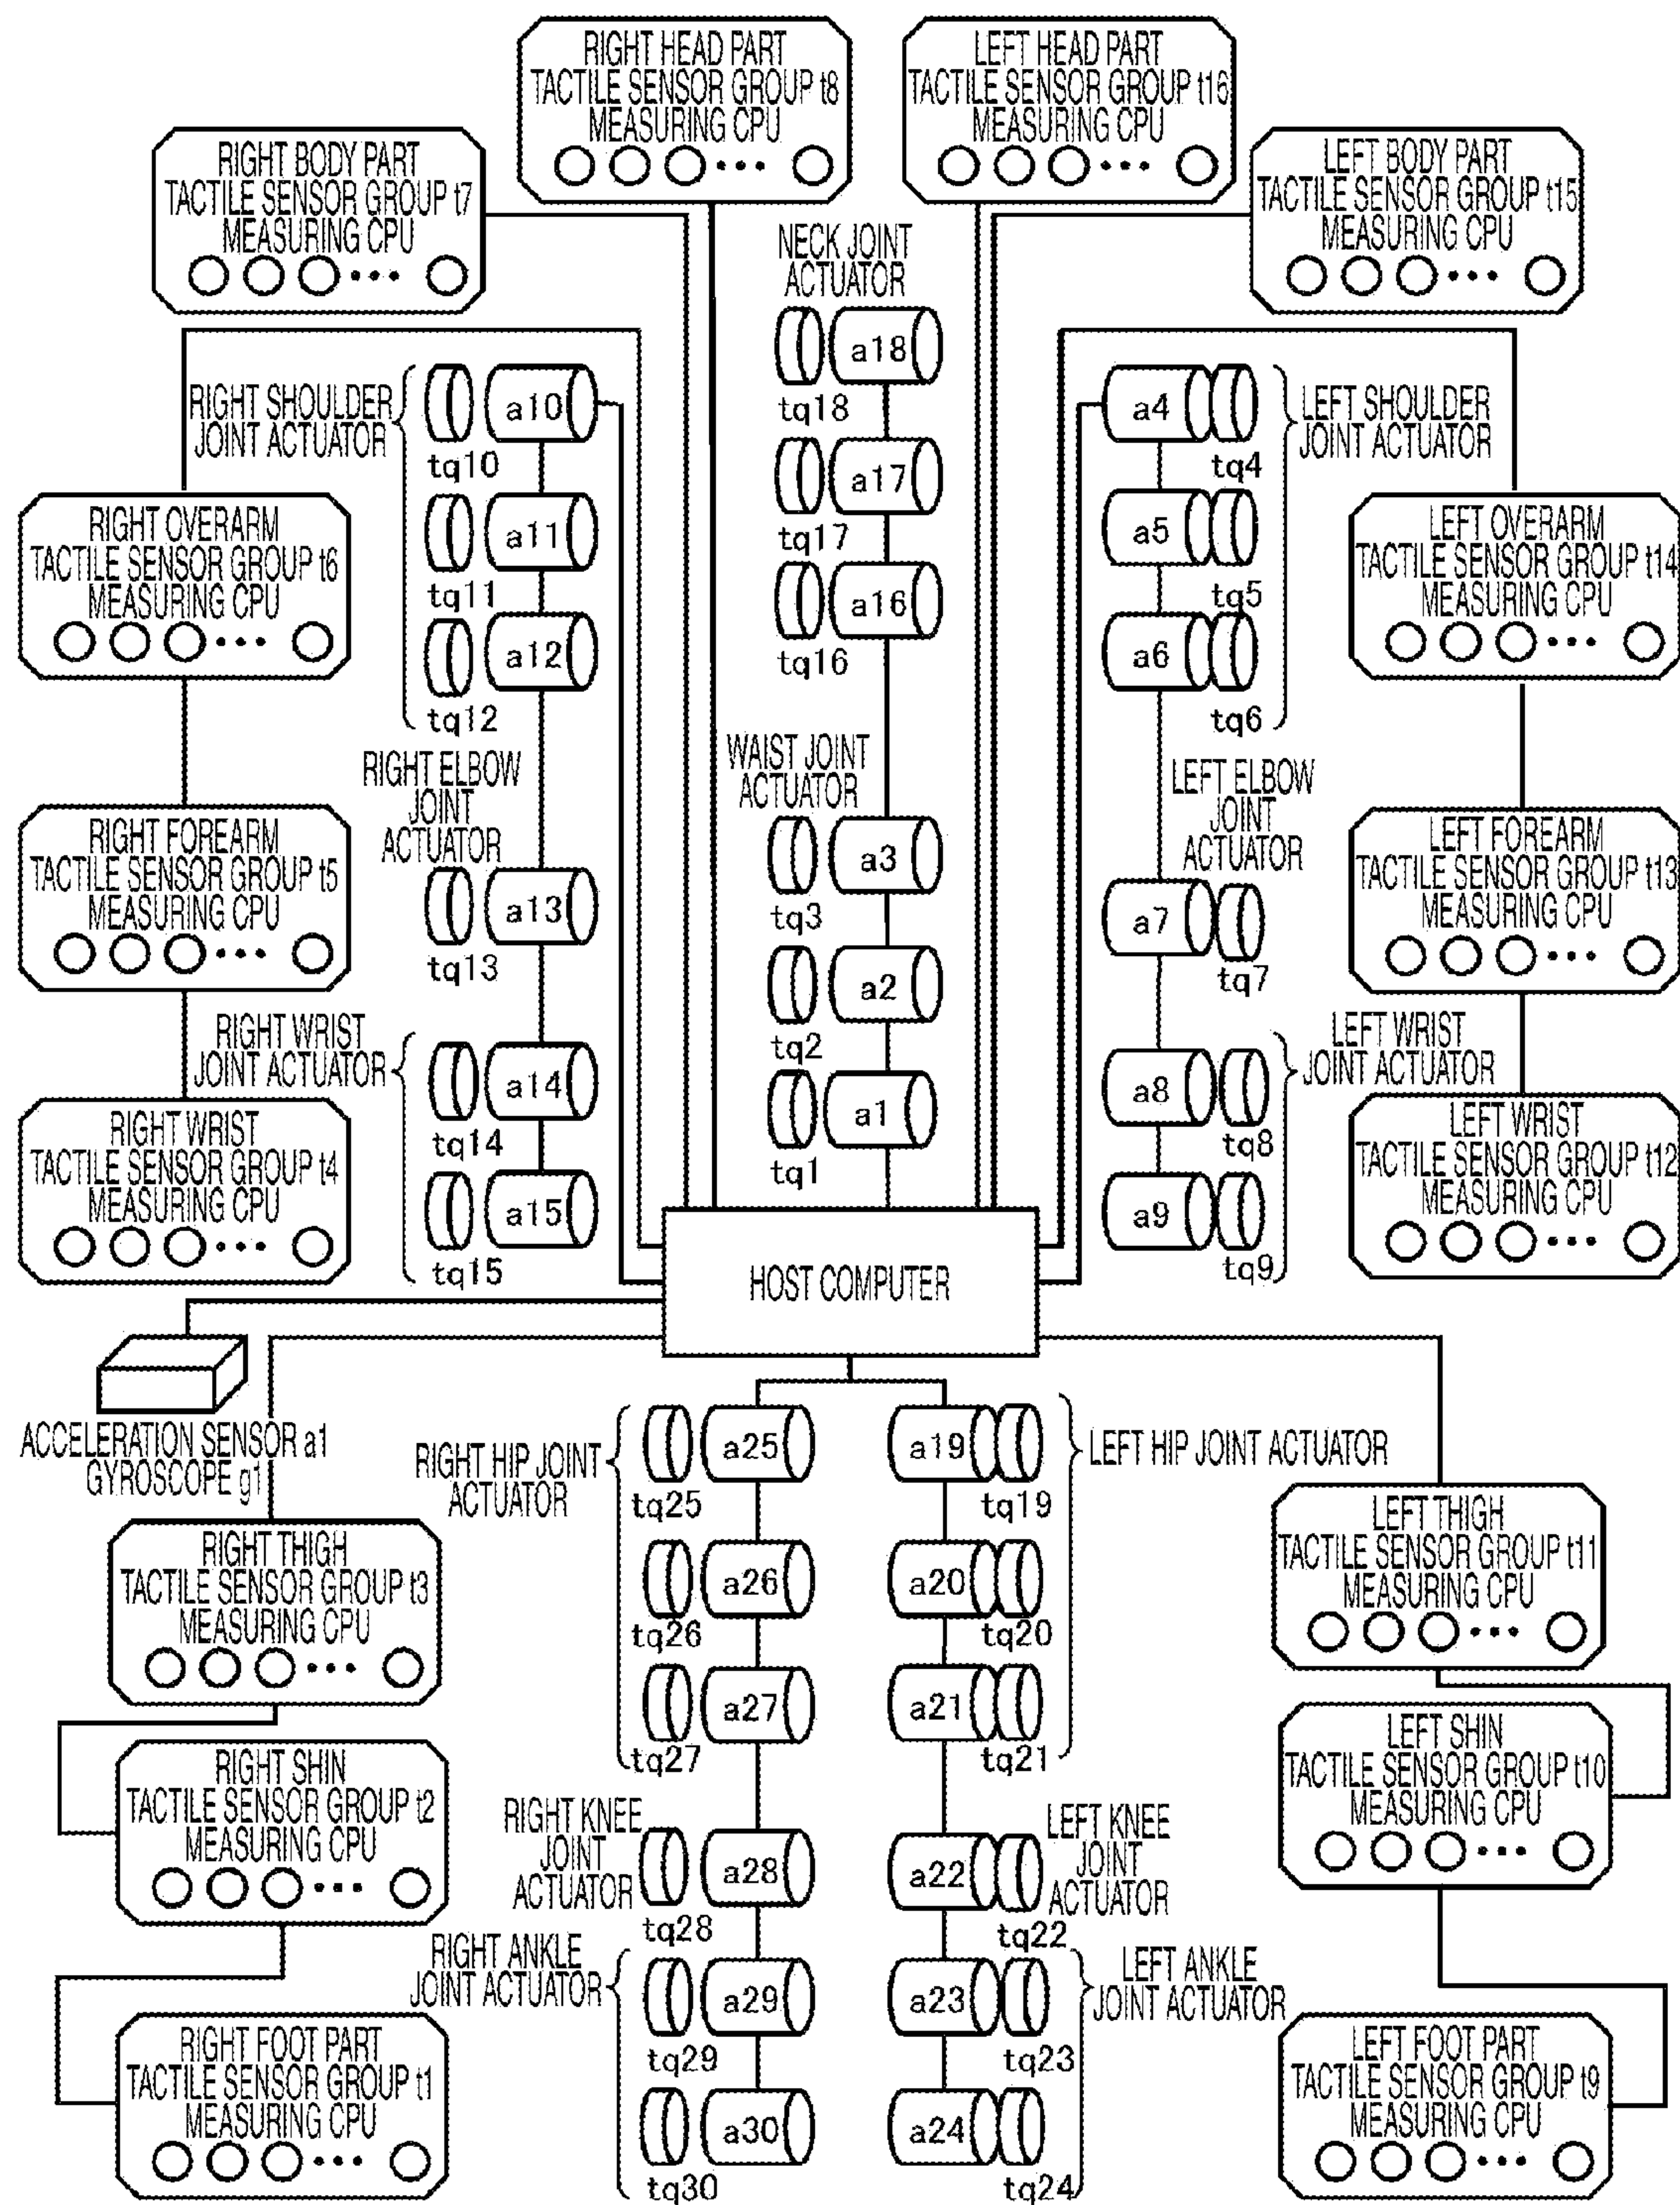 RIGHT HEAD PART
TACTILE SENSOR GROUP t8
MEASURING CPU
LEFT HEAD PART
TACTILE SENSOR GROUP t16
MEASURING CPU
RIGHT BODY PART
TACTILE SENSOR GROUP t7
MEASURING CPU
LEFT BODY PART
TACTILE SENSOR GROUP t15
MEASURING CPU
NECK JOINT
ACTUATOR
a18
tq18
a17
tq17
a16
tq16
RIGHT SHOULDER
JOINT ACTUATOR
a10
tq10
a11
tq11
a12
tq12
a4
tq4
a5
tq5
a6
tq6
LEFT SHOULDER
JOINT ACTUATOR
RIGHT OVERARM
TACTILE SENSOR GROUP t6
MEASURING CPU
LEFT OVERARM
TACTILE SENSOR GROUP t14
MEASURING CPU
RIGHT ELBOW
JOINT
ACTUATOR
a13
tq13
WAIST JOINT
ACTUATOR
a3
tq3
a2
tq2
a1
tq1
LEFT ELBOW
JOINT
ACTUATOR
a7
tq7
RIGHT FOREARM
TACTILE SENSOR GROUP t5
MEASURING CPU
LEFT FOREARM
TACTILE SENSOR GROUP t13
MEASURING CPU
RIGHT WRIST
JOINT ACTUATOR
a14
tq14
a15
tq15
LEFT WRIST
JOINT ACTUATOR
a8
tq8
a9
tq9
RIGHT WRIST
TACTILE SENSOR GROUP t4
MEASURING CPU
LEFT WRIST
TACTILE SENSOR GROUP t12
MEASURING CPU
HOST COMPUTER
ACCELERATION SENSOR a1
GYROSCOPE g1
RIGHT HIP JOINT
ACTUATOR
a25
tq25
a26
tq26
a27
tq27
a19
tq19
a20
tq20
a21
tq21
LEFT HIP JOINT ACTUATOR
RIGHT THIGH
TACTILE SENSOR GROUP t3
MEASURING CPU
LEFT THIGH
TACTILE SENSOR GROUP t11
MEASURING CPU
RIGHT SHIN
TACTILE SENSOR GROUP t2
MEASURING CPU
LEFT SHIN
TACTILE SENSOR GROUP t10
MEASURING CPU
RIGHT KNEE
JOINT
ACTUATOR
a28
tq28
a22
tq22
LEFT KNEE
JOINT
ACTUATOR
RIGHT ANKLE
JOINT ACTUATOR
a29
tq29
a30
tq30
a23
tq23
a24
tq24
LEFT ANKLE
JOINT ACTUATOR
RIGHT FOOT PART
TACTILE SENSOR GROUP t1
MEASURING CPU
LEFT FOOT PART
TACTILE SENSOR GROUP t9
MEASURING CPU